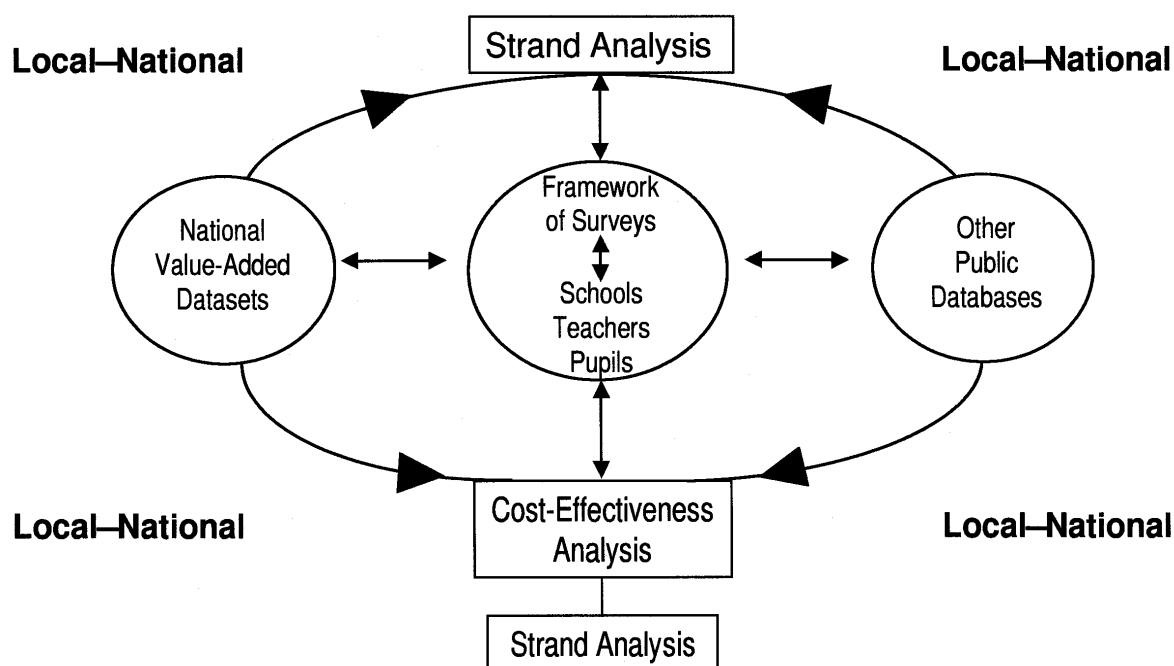 Strand Analysis
Local–National
Local–National
Framework
of Surveys
National
Value-Added
Datasets
Other
Public
Databases
Schools
Teachers
Pupils
Local–National
Local–National
Cost-Effectiveness
Analysis
Strand Analysis